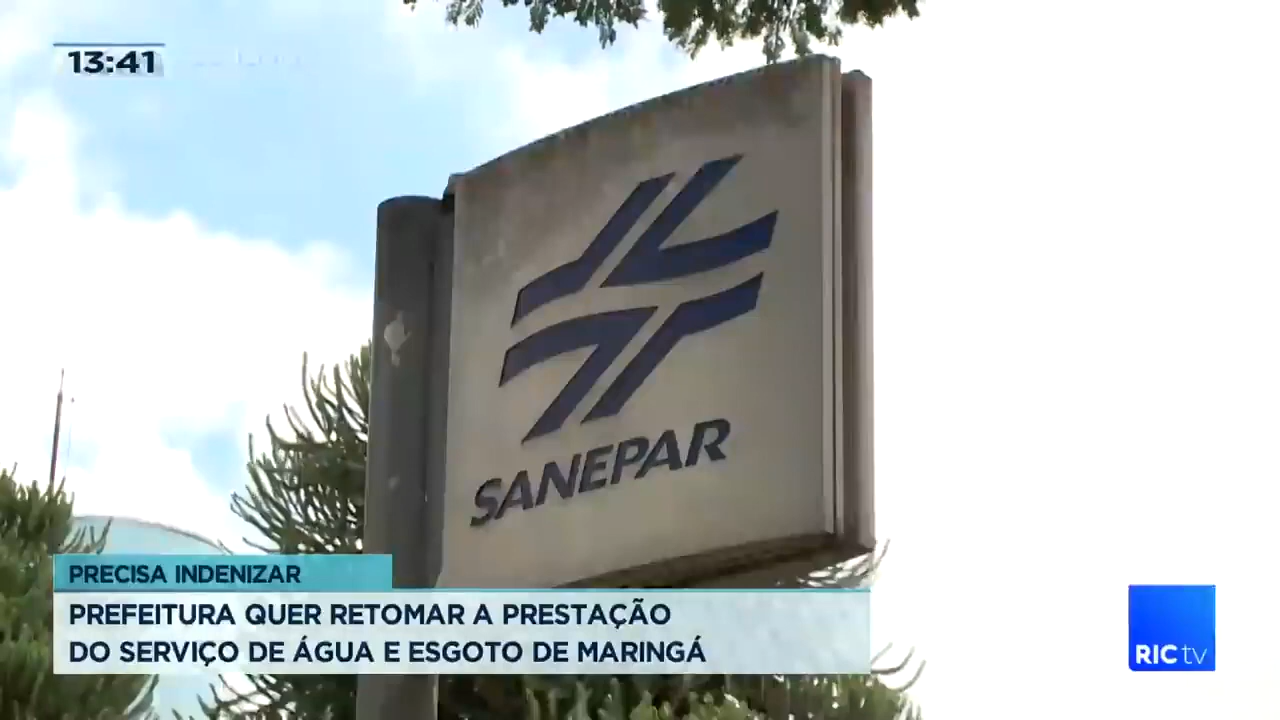 13:41
SANEPAR
PRECISA INDENIZAR
PREFEITURA QUER RETOMAR A PRESTAÇÃO
DO SERVIÇO DE ÁGUA E ESGOTO DE MARINGÁ
RIC tv